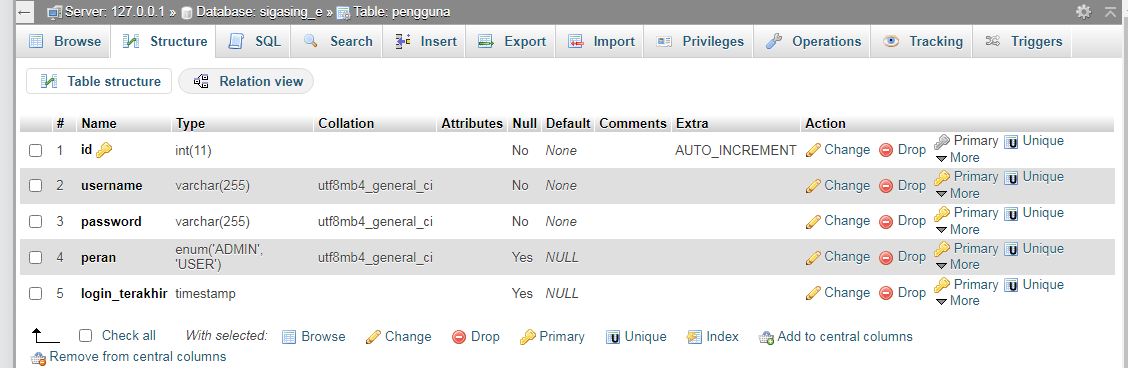 Server: 127.0.0.1 » Database: sigasing_e » Table: pengguna
Browse Structure SQL Search Insert Export Import Privileges Operations Tracking Triggers
Table structure Relation view
# Name Type Collation Attributes Null Default Comments Extra Action
1 id int(11) No None AUTO_INCREMENT Change Drop Primary Unique
More
2 username varchar(255) utf8mb4_general_ci No None Change Drop Primary Unique
More
3 password varchar(255) utf8mb4_general_ci No None Change Drop Primary Unique
More
4 peran enum('ADMIN', 'USER') utf8mb4_general_ci Yes NULL Change Drop Primary Unique
More
5 login_terakhir timestamp Yes NULL Change Drop Primary Unique
More
Check all With selected: Browse Change Drop Primary Unique Index Add to central columns
Remove from central columns